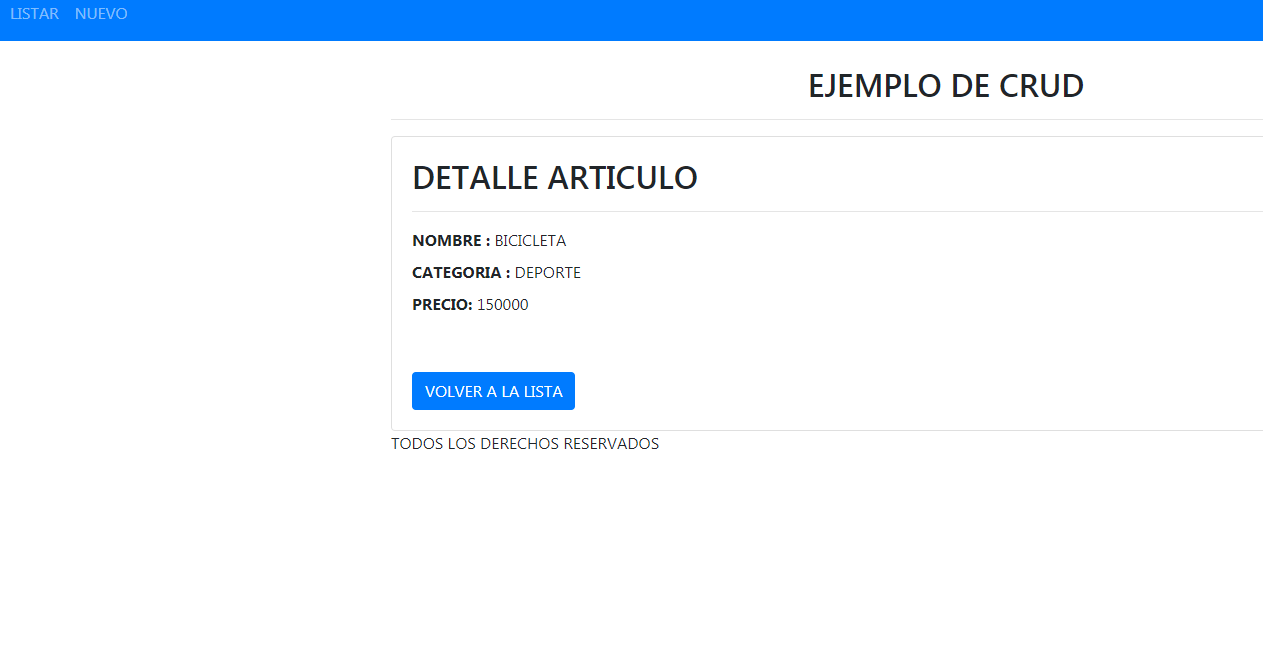 LISTAR NUEVO
EJEMPLO DE CRUD
DETALLE ARTICULO
NOMBRE : BICICLETA
CATEGORIA : DEPORTE
PRECIO: 150000
VOLVER A LA LISTA
TODOS LOS DERECHOS RESERVADOS